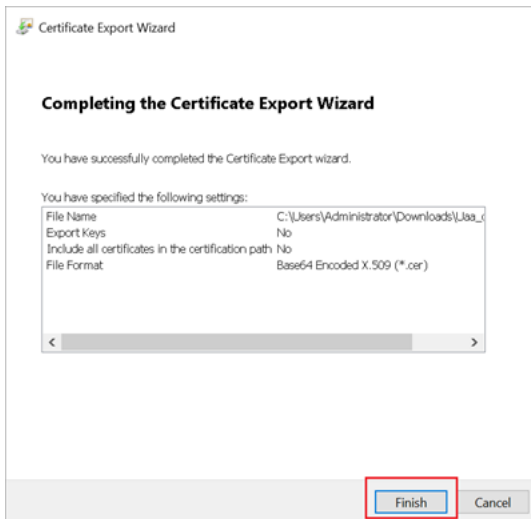 Certificate Export Wizard
Completing the Certificate Export Wizard
You have successfully completed the Certificate Export wizard.
You have specified the following settings:
File Name C:\Users\Administrator\Downloads\Uaa_
Export Keys No
Include all certificates in the certification path No
File Format Base64 Encoded X.509 (*.cer)
Finish Cancel